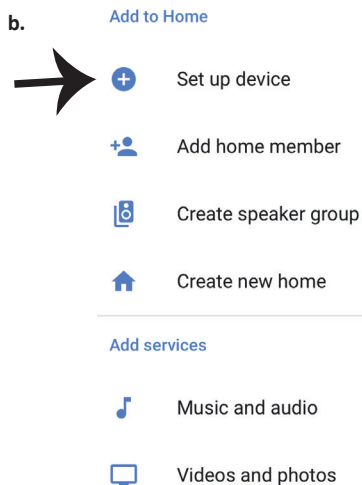 Add to Home
b.
Set up device
Add home member
Create speaker group
Create new home
Add services
Music and audio
Videos and photos